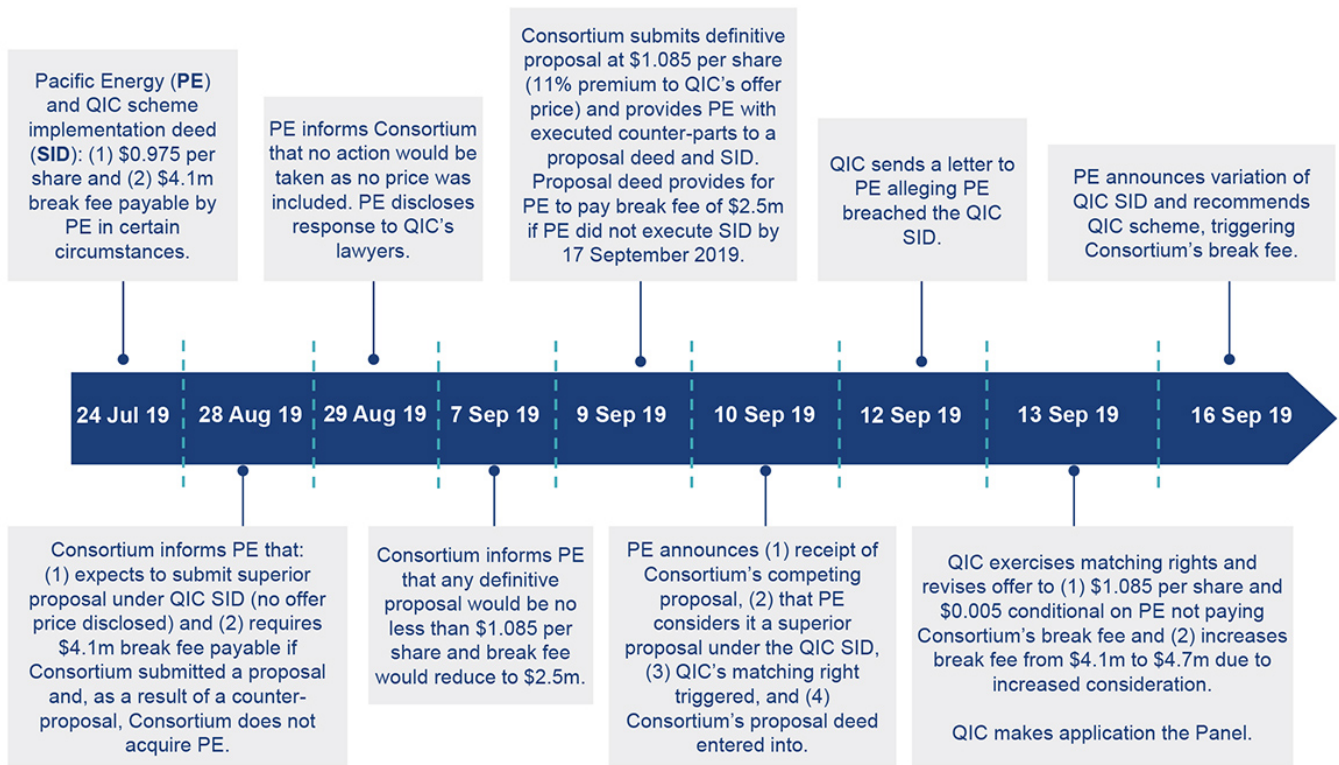 Pacific Energy (PE)
and QIC scheme
implementation deed
(SID): (1) $0.975 per
share and (2) $4.1m
break fee payable by
PE in certain
circumstances.
PE informs Consortium
that no action would be
taken as no price was
included. PE discloses
response to QIC’s
lawyers.
Consortium submits definitive
proposal at $1.085 per share
(11% premium to QIC’s offer
price) and provides PE with
executed counter-parts to a
proposal deed and SID.
Proposal deed provides for
PE to pay break fee of $2.5m
if PE did not execute SID by
17 September 2019.
QIC sends a letter to
PE alleging PE
breached the QIC
SID.
PE announces variation of
QIC SID and recommends
QIC scheme, triggering
Consortium’s break fee.
24 Jul 19
28 Aug 19
29 Aug 19
7 Sep 19
9 Sep 19
10 Sep 19
12 Sep 19
13 Sep 19
16 Sep 19
Consortium informs PE that:
(1) expects to submit superior
proposal under QIC SID (no offer
price disclosed) and (2) requires
$4.1m break fee payable if
Consortium submitted a proposal
and, as a result of a counter-
proposal, Consortium does not
acquire PE.
Consortium informs PE
that any definitive
proposal would be no
less than $1.085 per
share and break fee
would reduce to $2.5m.
PE announces (1) receipt of
Consortium’s competing
proposal, (2) that PE
considers it a superior
proposal under the QIC SID,
(3) QIC’s matching right
triggered, and (4)
Consortium’s proposal deed
entered into.
QIC exercises matching rights and
revises offer to (1) $1.085 per share and
$0.005 conditional on PE not paying
Consortium’s break fee and (2) increases
break fee from $4.1m to $4.7m due to
increased consideration.
QIC makes application the Panel.